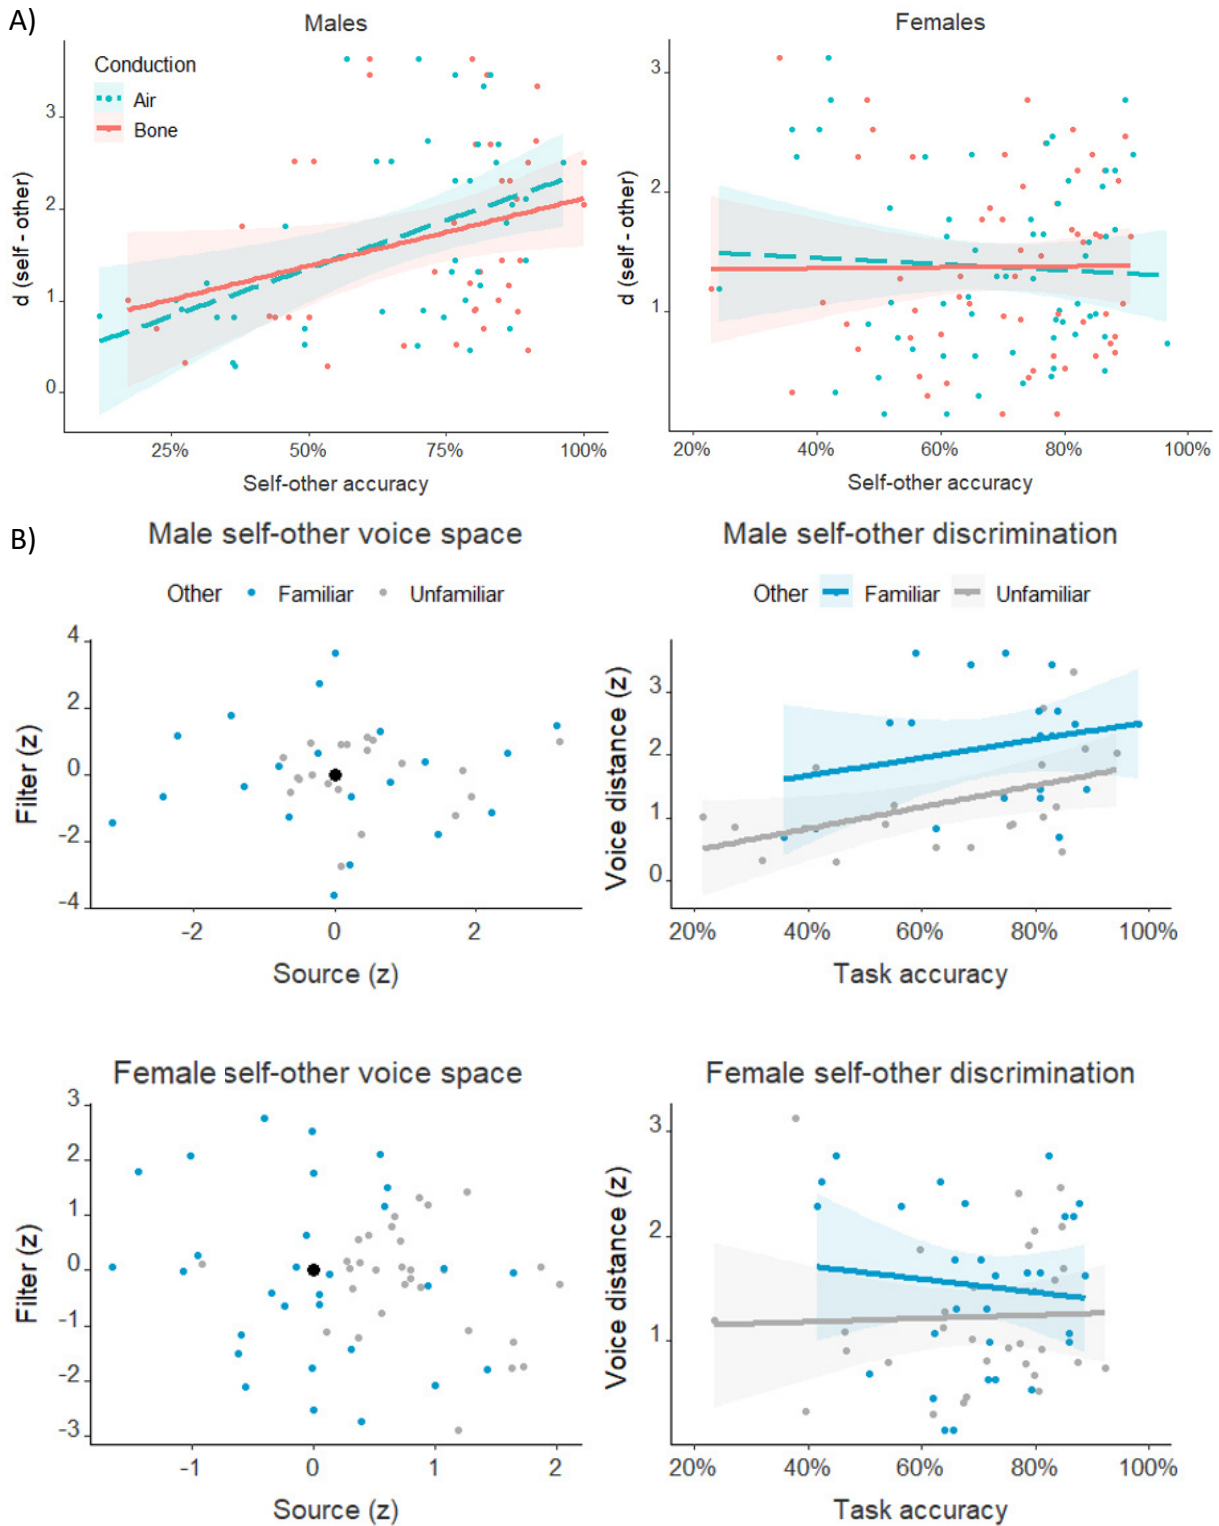 A)
Males
Females
Conduction
Air
Bone
d (self - other)
3
2
1
0
25%
50%
75%
100%
Self-other accuracy
d (self - other)
3
2
1
20%
40%
60%
80%
100%
Self-other accuracy
B)
Male self-other voice space
Male self-other discrimination
Other Familiar Unfamiliar
Other Familiar Unfamiliar
Filter (z)
4
2
0
-2
-4
-2
0
2
Source (z)
Voice distance (z)
3
2
1
0
20%
40%
60%
80%
100%
Task accuracy
Female self-other voice space
Female self-other discrimination
Filter (z)
3
2
1
0
-1
-2
-3
-1
0
1
2
Source (z)
Voice distance (z)
3
2
1
20%
40%
60%
80%
100%
Task accuracy